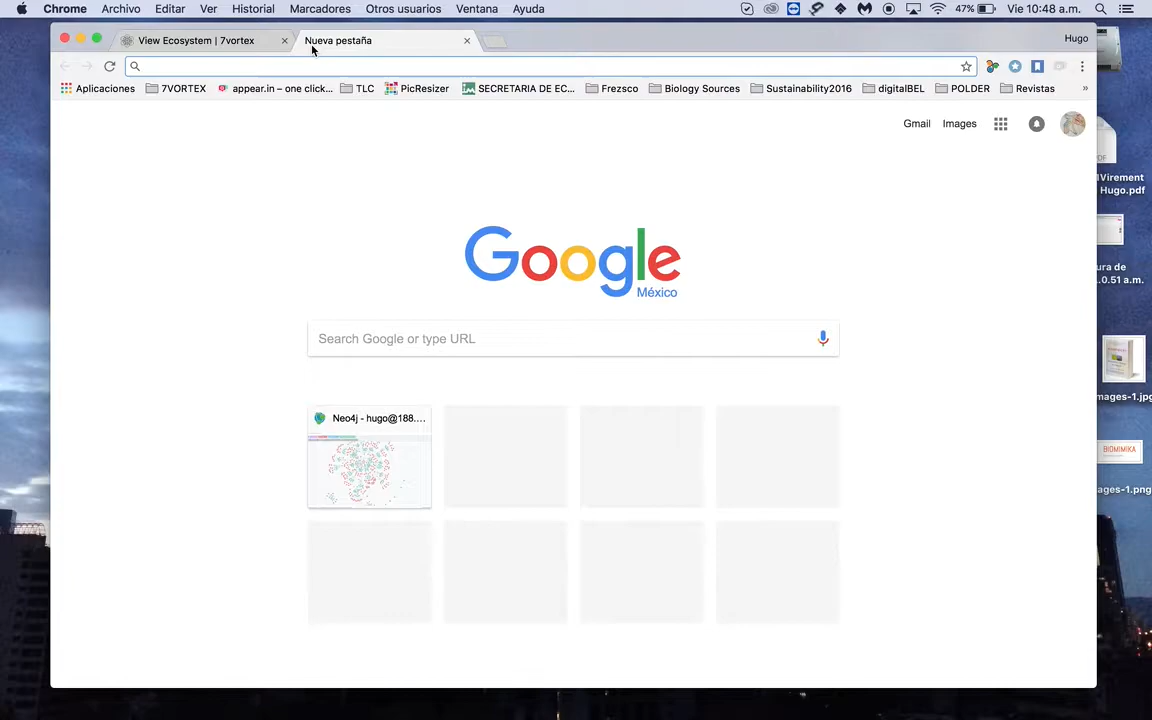 Chrome Archivo Editar Ver Historial Marcadores Otros usuarios Ventana Ayuda 47% Vie 10:48 a.m.
View Ecosystem | 7vortex Nueva pestaña Hugo
Aplicaciones 7VORTEX appear.in – one click... TLC PicResizer SECRETARIA DE EC... Frezsco Biology Sources Sustainability2016 digitalBEL POLDER Revistas »
Gmail Images
PDF
Virement
Hugo.pdf
Google
México
ura de
.0.51 a.m.
Search Google or type URL
mages-1.jpg
Neo4j - hugo@188....
BIOMIMIKA
ages-1.png